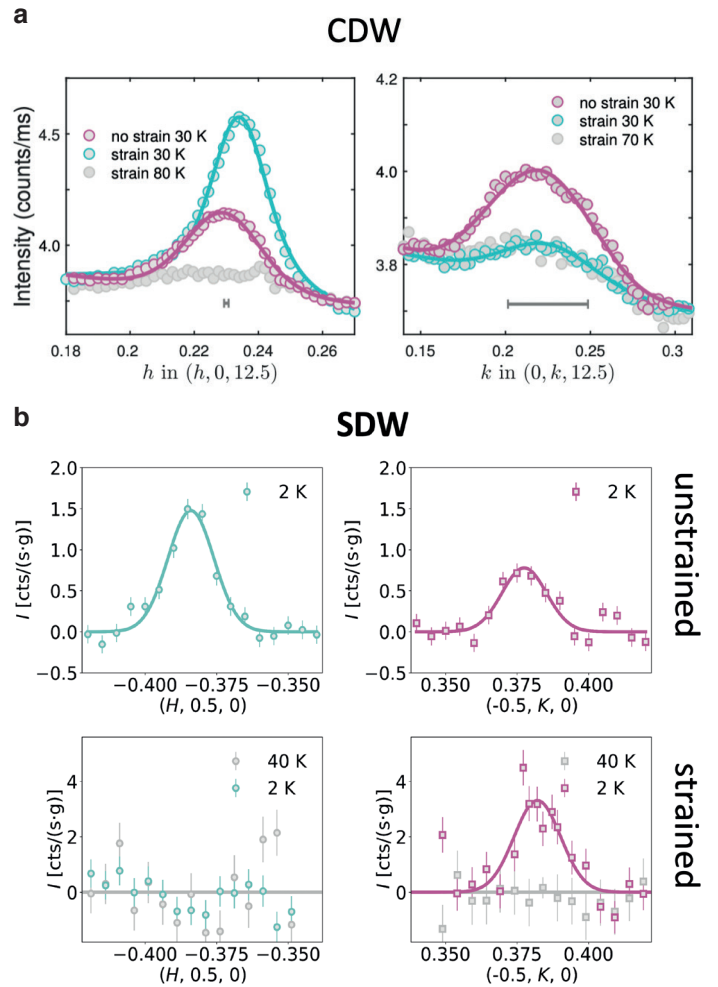 a
CDW
Intensity (counts/ms)
4.5
4.0
no strain 30 K
strain 30 K
strain 80 K
0.18
0.2
0.22
0.24
0.26
h in (h, 0, 12.5)
4.2
4.0
3.8
no strain 30 K
strain 30 K
strain 70 K
0.15
0.2
0.25
0.3
k in (0, k, 12.5)
b
SDW
I [cts/(s·g)]
2.0
1.5
1.0
0.5
0.0
−0.5
2 K
−0.400
−0.375
−0.350
(H, 0.5, 0)
I [cts/(s·g)]
2.0
1.5
1.0
0.5
0.0
−0.5
2 K
0.350
0.375
0.400
(-0.5, K, 0)
unstrained
I [cts/(s·g)]
4
2
0
40 K
2 K
−0.400
−0.375
−0.350
(H, 0.5, 0)
I [cts/(s·g)]
4
2
0
40 K
2 K
0.350
0.375
0.400
(-0.5, K, 0)
strained